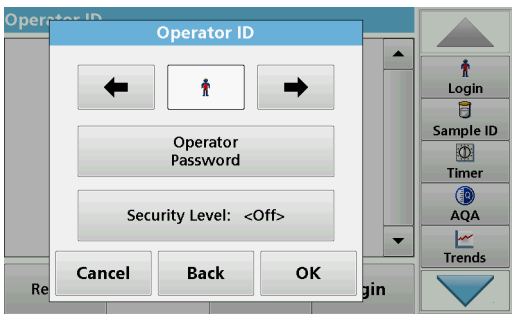 Operator ID
Operator ID
Operator
Password
Security Level: <Off>
Cancel
Back
OK
Re
gin
Login
Sample ID
Timer
AQA
Trends